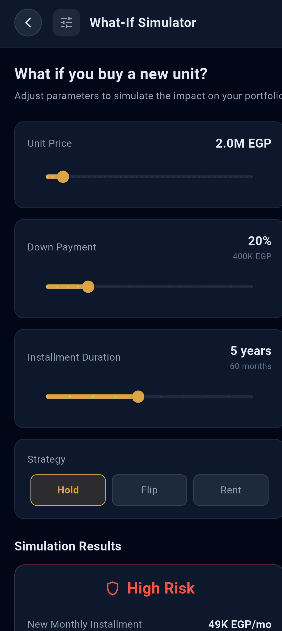 What-If Simulator
What if you buy a new unit?
Adjust parameters to simulate the impact on your portfolio
Unit Price
2.0M EGP
Down Payment
20%
400K EGP
Installment Duration
5 years
60 months
Strategy
Hold
Flip
Rent
Simulation Results
High Risk
New Monthly Installment
49K EGP/mo